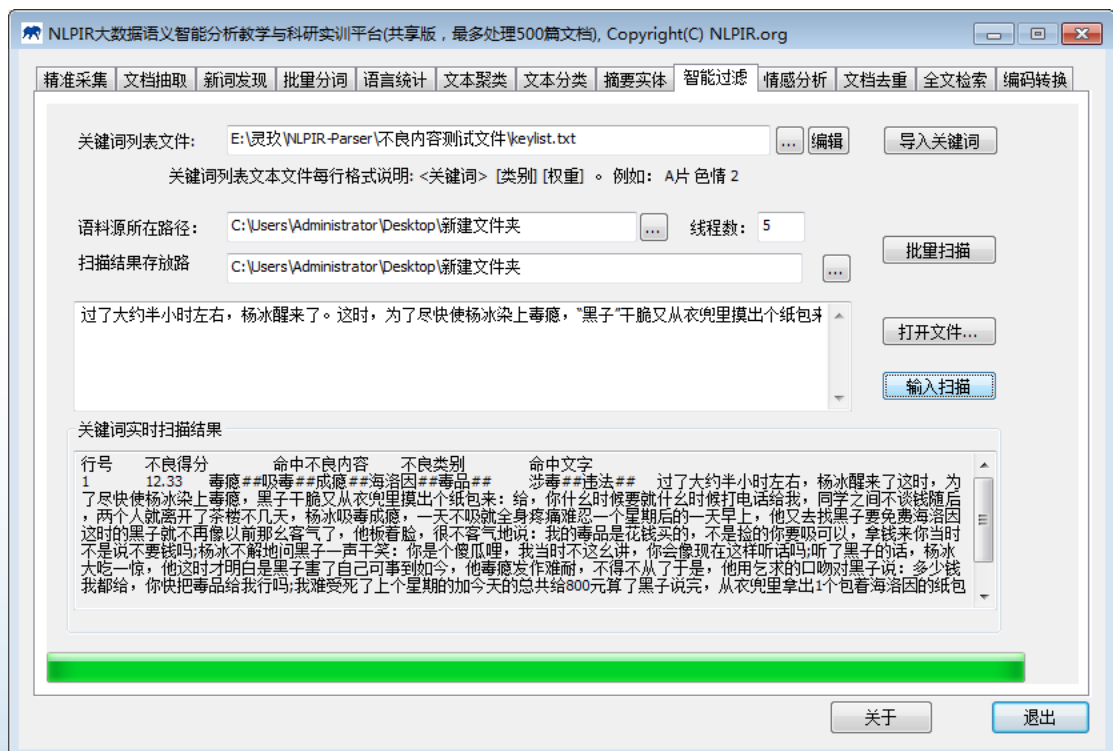 NLPIR大数据语义智能分析教学与科研实训平台(共享版，最多处理500篇文档), Copyright(C) NLPIR.org
精准采集 文档抽取 新词发现 批量分词 语言统计 文本聚类 文本分类 摘要实体 智能过滤 情感分析 文档去重 全文检索 编码转换
关键词列表文件: E:\灵玖\NLPIR-Parser\不良内容测试文件\keylist.txt ... 编辑 导入关键词
关键词列表文本文件每行格式说明: <关键词> [类别] [权重] 。例如: A片 色情 2
语料源所在路径: C:\Users\Administrator\Desktop\新建文件夹 ... 线程数: 5
批量扫描
扫描结果存放路 C:\Users\Administrator\Desktop\新建文件夹 ...
过了大约半小时左右，杨冰醒来了。这时，为了尽快使杨冰染上毒瘾，“黑子”干脆又从衣兜里摸出个纸包来
打开文件...
输入扫描
关键词实时扫描结果
行号 不良得分 命中不良内容 不良类别 命中文字
1 12.33 毒瘾##吸毒##成瘾##海洛因##毒品## 涉毒##违法## 过了大约半小时左右，杨冰醒来了这时，为
了尽快使杨冰染上毒瘾，黑子干脆又从衣兜里摸出个纸包来: 给，你什么时候要就什么时候打电话给我，同学之间不谈钱随后
，两个人就离开了茶楼不几天，杨冰吸毒成瘾，一天不吸就全身疼痛难忍一个星期后的一天早上，他又去找黑子要免费海洛因
这时的黑子就不再像以前那么客气了，他板着脸，很不客气地说: 我的毒品是花钱买的，不是捡的你要吸可以，拿钱来你当时
不是说不要钱吗;杨冰不解地问黑子一声干笑: 你是个傻瓜哩，我当时不这么讲，你会像现在这样听话吗;听了黑子的话，杨冰
大吃一惊，他这时才明白是黑子害了自己可事到如今，他毒瘾发作难耐，不得不从了于是，他用乞求的口吻对黑子说: 多少钱
我都给，你快把毒品给我行吗;我难受死了上个星期的加今天的总共给800元算了黑子说完，从衣兜里拿出1个包着海洛因的纸包
关于 退出